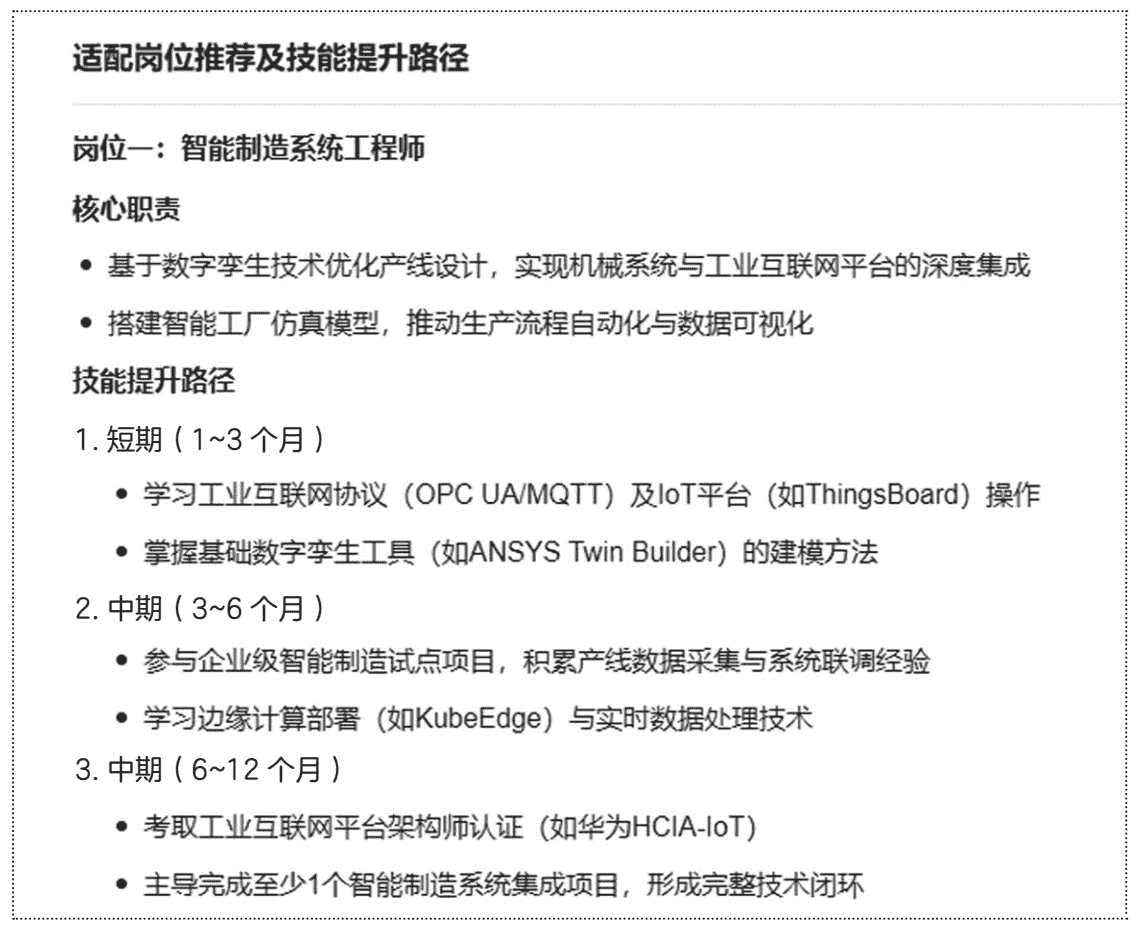 适配岗位推荐及技能提升路径
岗位一：智能制造系统工程师
核心职责
• 基于数字孪生技术优化产线设计，实现机械系统与工业互联网平台的深度集成
• 搭建智能工厂仿真模型，推动生产流程自动化与数据可视化
技能提升路径
1. 短期（1~3 个月）
• 学习工业互联网协议（OPC UA/MQTT）及IoT平台（如ThingsBoard）操作
• 掌握基础数字孪生工具（如ANSYS Twin Builder）的建模方法
2. 中期（3~6 个月）
• 参与企业级智能制造试点项目，积累产线数据采集与系统联调经验
• 学习边缘计算部署（如KubeEdge）与实时数据处理技术
3. 中期（6~12 个月）
• 考取工业互联网平台架构师认证（如华为HCIA-IoT）
• 主导完成至少1个智能制造系统集成项目，形成完整技术闭环